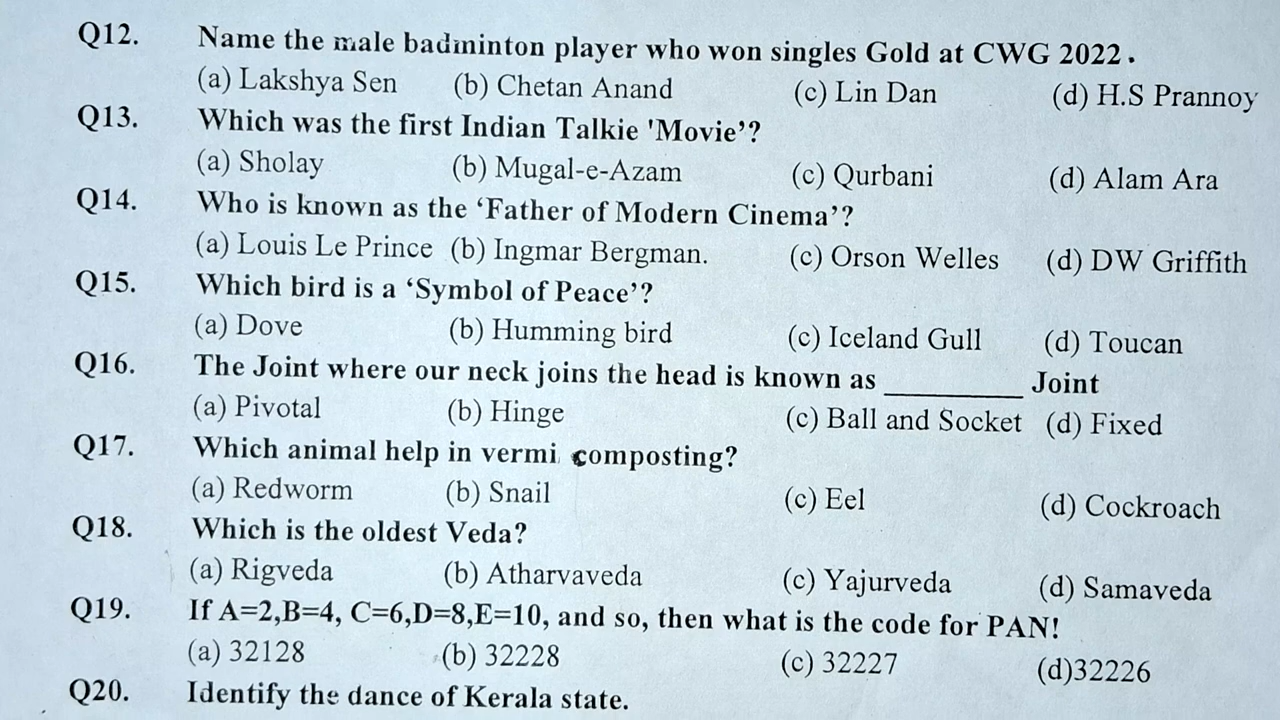 Q12. Name the male badminton player who won singles Gold at CWG 2022.
(a) Lakshya Sen (b) Chetan Anand (c) Lin Dan (d) H.S Prannoy
Q13. Which was the first Indian Talkie 'Movie’?
(a) Sholay (b) Mugal-e-Azam (c) Qurbani (d) Alam Ara
Q14. Who is known as the ‘Father of Modern Cinema’?
(a) Louis Le Prince (b) Ingmar Bergman. (c) Orson Welles (d) DW Griffith
Q15. Which bird is a ‘Symbol of Peace’?
(a) Dove (b) Humming bird (c) Iceland Gull (d) Toucan
Q16. The Joint where our neck joins the head is known as __________ Joint
(a) Pivotal (b) Hinge (c) Ball and Socket (d) Fixed
Q17. Which animal help in vermi composting?
(a) Redworm (b) Snail (c) Eel (d) Cockroach
Q18. Which is the oldest Veda?
(a) Rigveda (b) Atharvaveda (c) Yajurveda (d) Samaveda
Q19. If A=2,B=4, C=6,D=8,E=10, and so, then what is the code for PAN!
(a) 32128 (b) 32228 (c) 32227 (d)32226
Q20. Identify the dance of Kerala state.